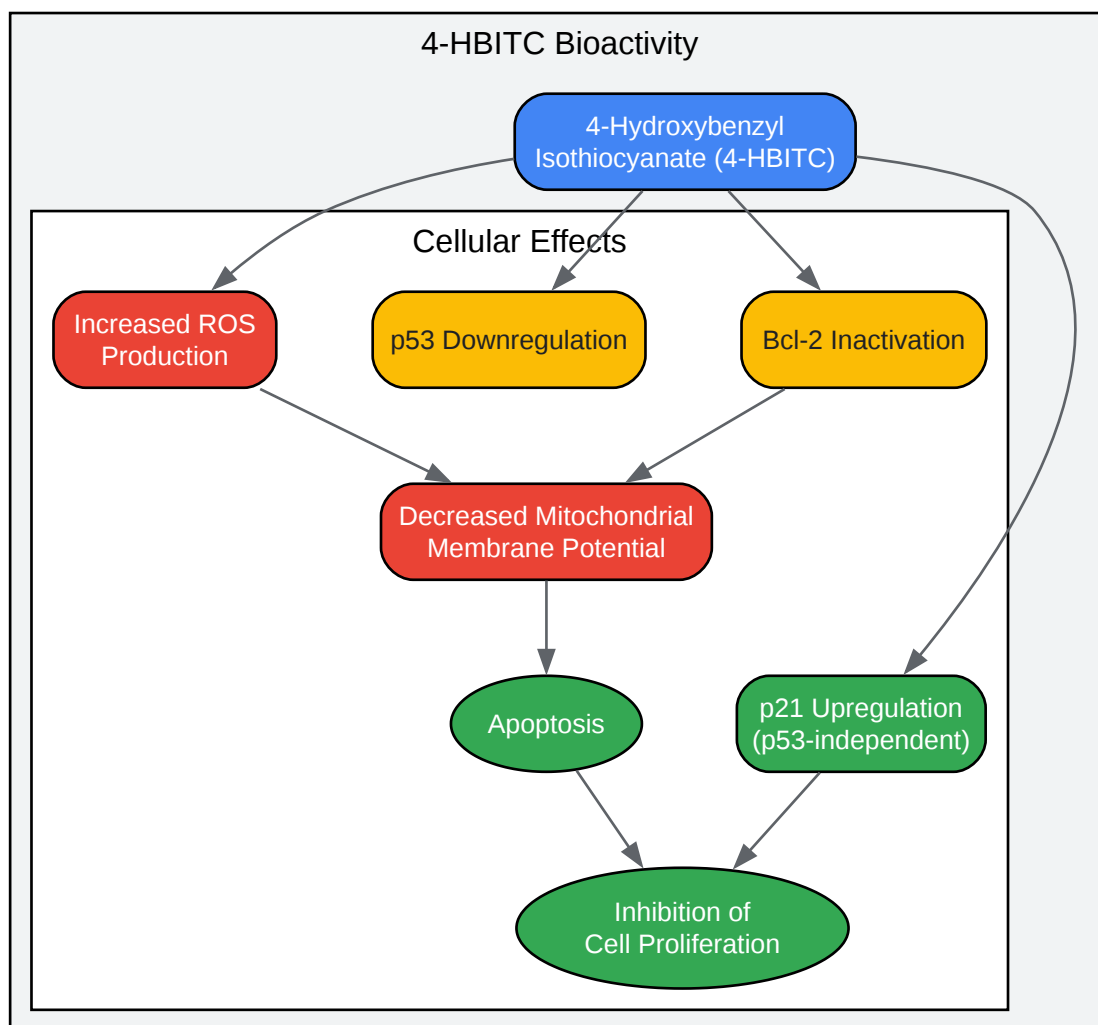 4-HBITC Bioactivity
4-Hydroxybenzyl
Isothiocyanate (4-HBITC)
Cellular Effects
Increased ROS
Production
p53 Downregulation
Bcl-2 Inactivation
Decreased Mitochondrial
Membrane Potential
Apoptosis
p21 Upregulation
(p53-independent)
Inhibition of
Cell Proliferation